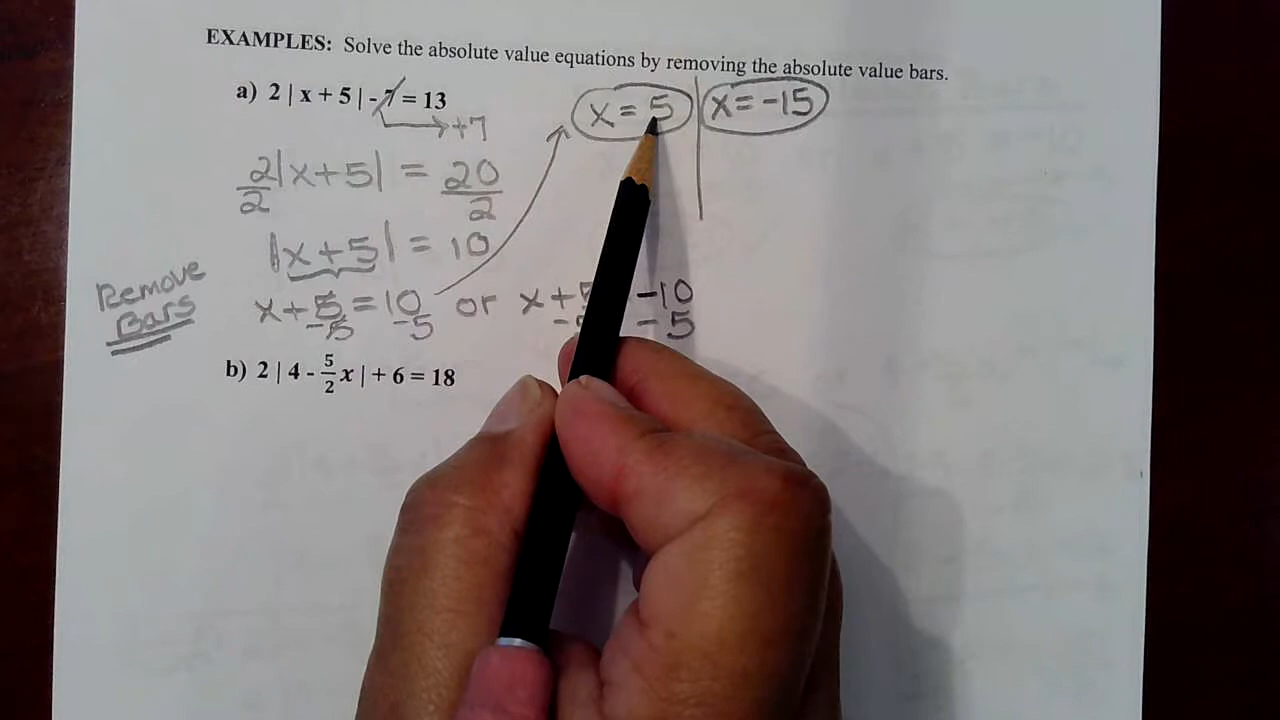 EXAMPLES: Solve the absolute value equations by removing the absolute value bars.
a) 2 | x + 5 | - 7 = 13
+7
x = 5
x = -15
2|x+5| = 20
2 2
|x+5| = 10
Remove
Bars
x+5 = 10 or x+5 -10
-5 -5 -5
b) 2 | 4 - 5/2 x | + 6 = 18